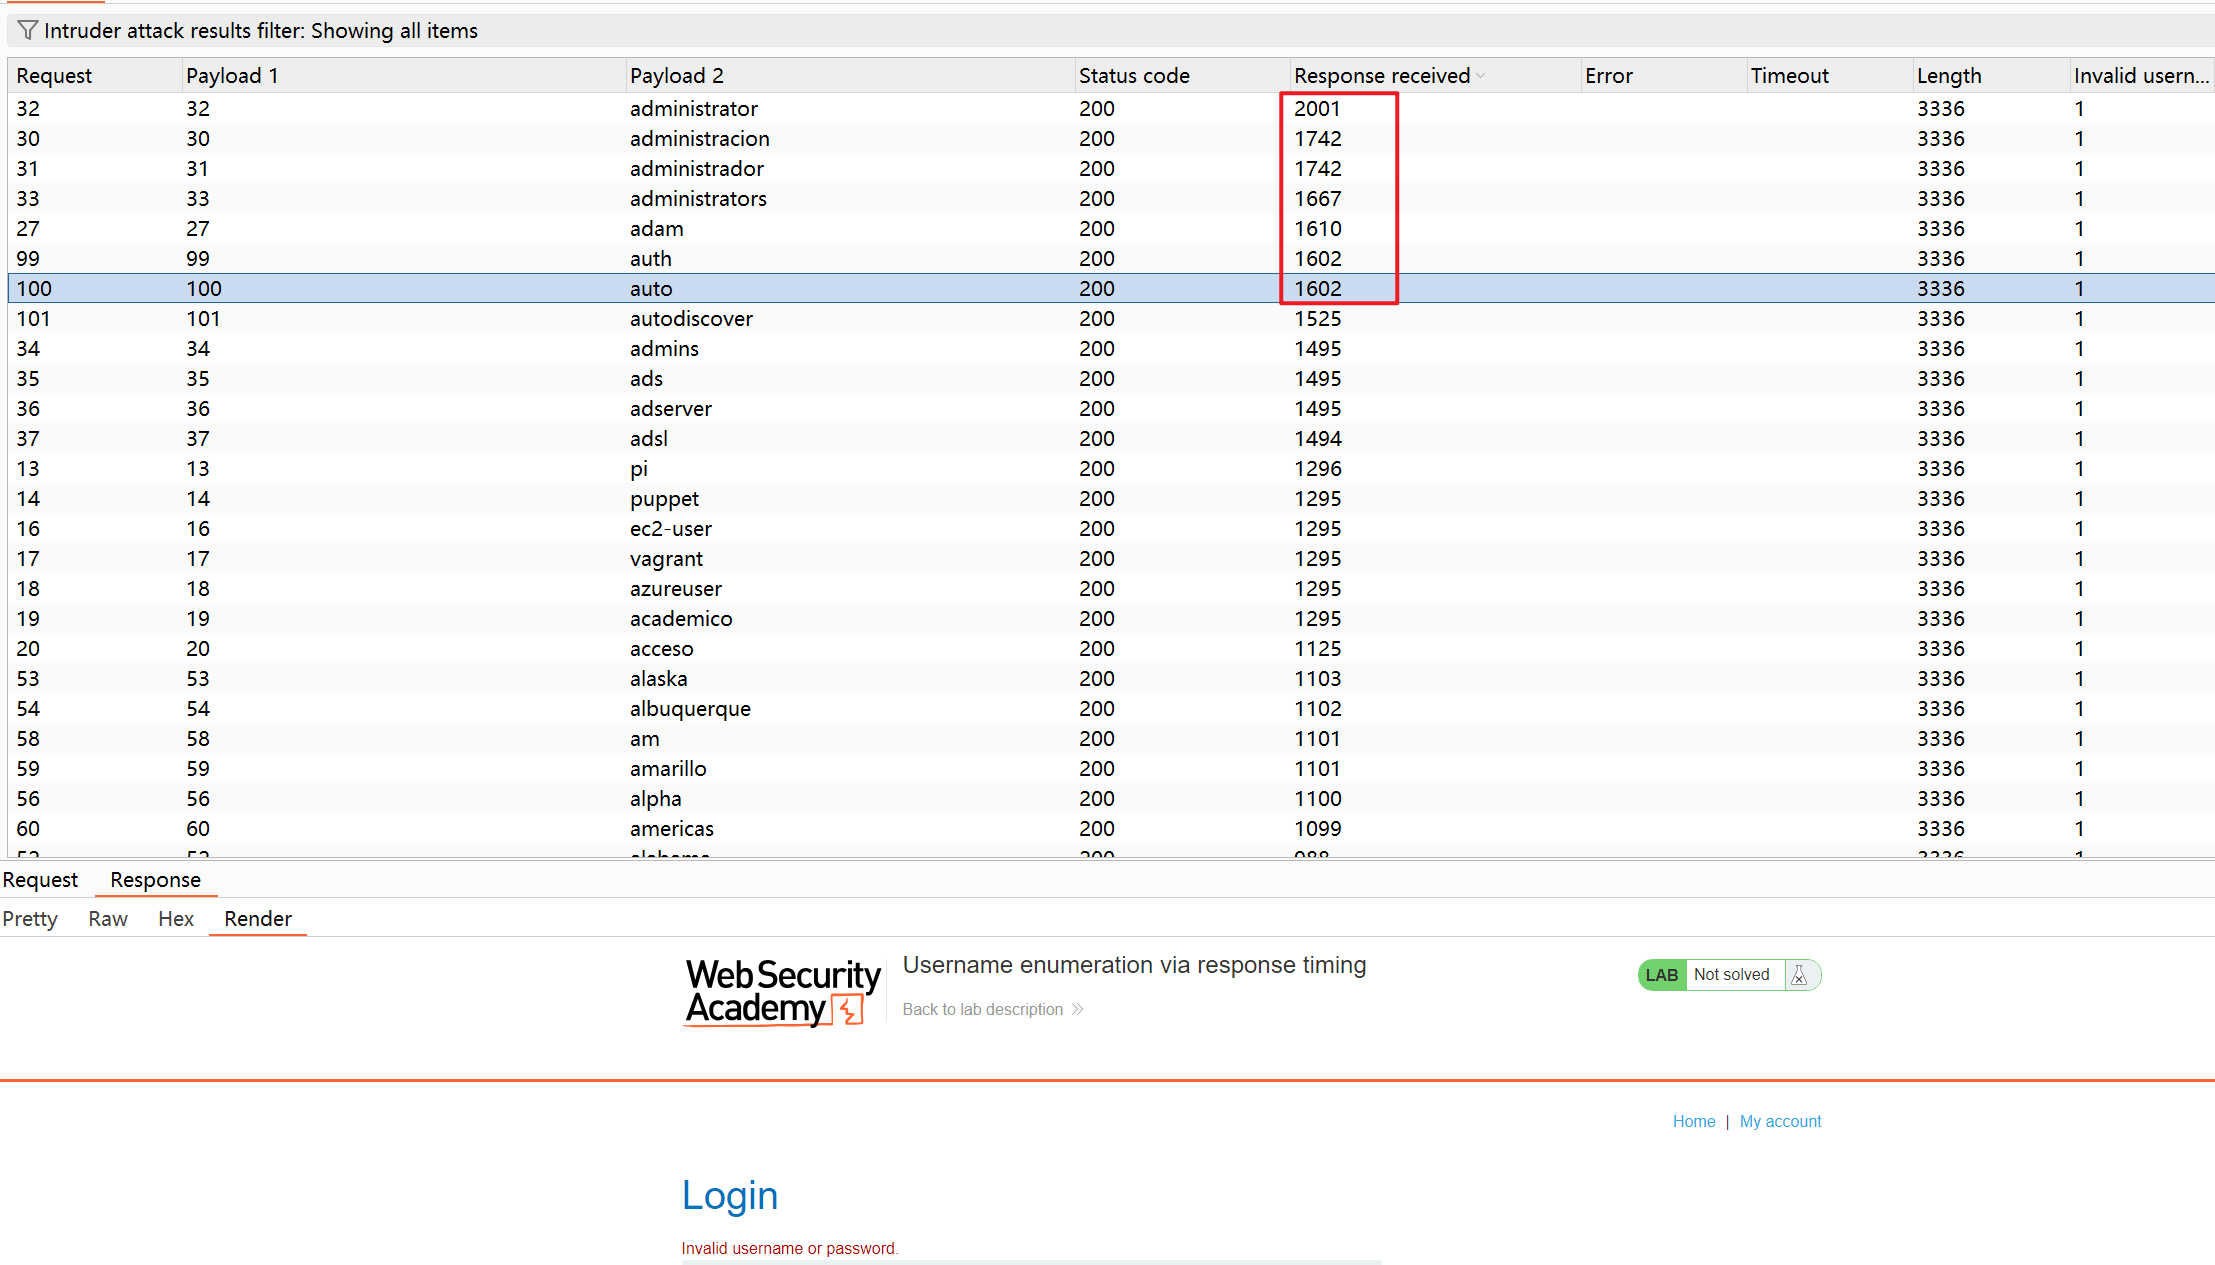 Intruder attack results filter: Showing all items
Request Payload 1 Payload 2 Status code Response received Error Timeout Length Invalid usern...
32 32 administrator 200 2001 3336 1
30 30 administracion 200 1742 3336 1
31 31 administrador 200 1742 3336 1
33 33 administrators 200 1667 3336 1
27 27 adam 200 1610 3336 1
99 99 auth 200 1602 3336 1
100 100 auto 200 1602 3336 1
101 101 autodiscover 200 1525 3336 1
34 34 admins 200 1495 3336 1
35 35 ads 200 1495 3336 1
36 36 adserver 200 1495 3336 1
37 37 adsl 200 1494 3336 1
13 13 pi 200 1296 3336 1
14 14 puppet 200 1295 3336 1
16 16 ec2-user 200 1295 3336 1
17 17 vagrant 200 1295 3336 1
18 18 azureuser 200 1295 3336 1
19 19 academico 200 1295 3336 1
20 20 acceso 200 1125 3336 1
53 53 alaska 200 1103 3336 1
54 54 albuquerque 200 1102 3336 1
58 58 am 200 1101 3336 1
59 59 amarillo 200 1101 3336 1
56 56 alpha 200 1100 3336 1
60 60 americas 200 1099 3336 1
Request Response
Pretty Raw Hex Render
Web Security
Academy
Username enumeration via response timing
Back to lab description
LAB Not solved
Home | My account
Login
Invalid username or password.